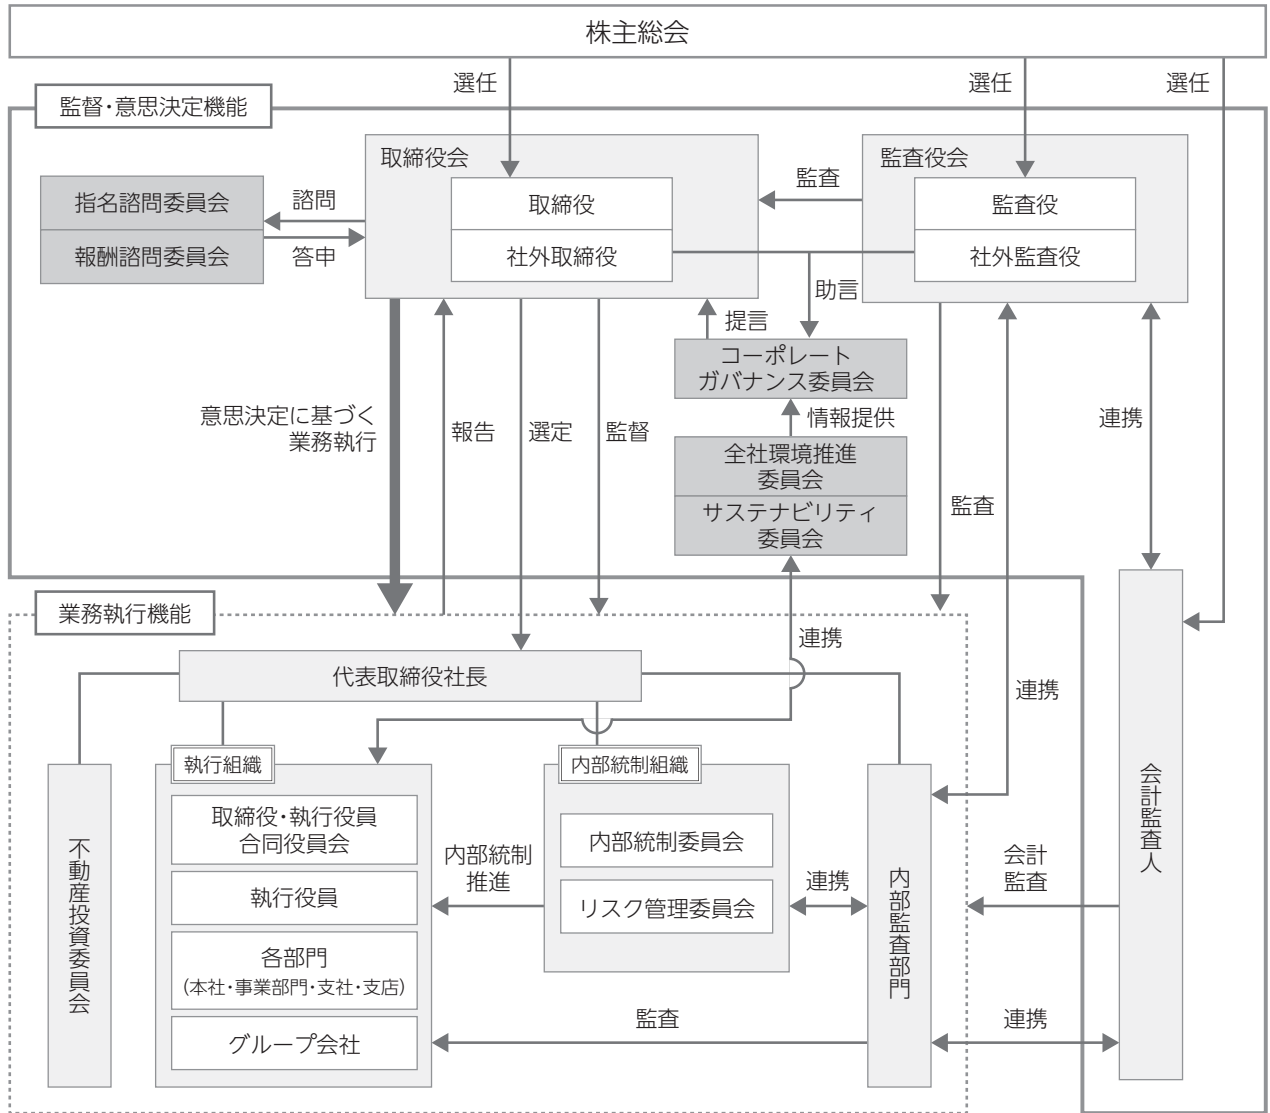 株主総会
選任
選任
選任
監督・意思決定機能
取締役会
監査役会
指名諮問委員会
報酬諮問委員会
諮問
答申
取締役
社外取締役
監査
監査役
社外監査役
助言
提言
コーポレート
ガバナンス委員会
情報提供
全社環境推進
委員会
サステナビリティ
委員会
意思決定に基づく
業務執行
報告
選定
監督
監査
連携
業務執行機能
連携
代表取締役社長
連携
執行組織
内部統制組織
取締役・執行役員
合同役員会
執行役員
各部門
(本社・事業部門・支社・支店)
グループ会社
内部統制
推進
内部統制委員会
リスク管理委員会
連携
不動産投資委員会
内部監査部門
会計
監査
会計監査人
監査
連携